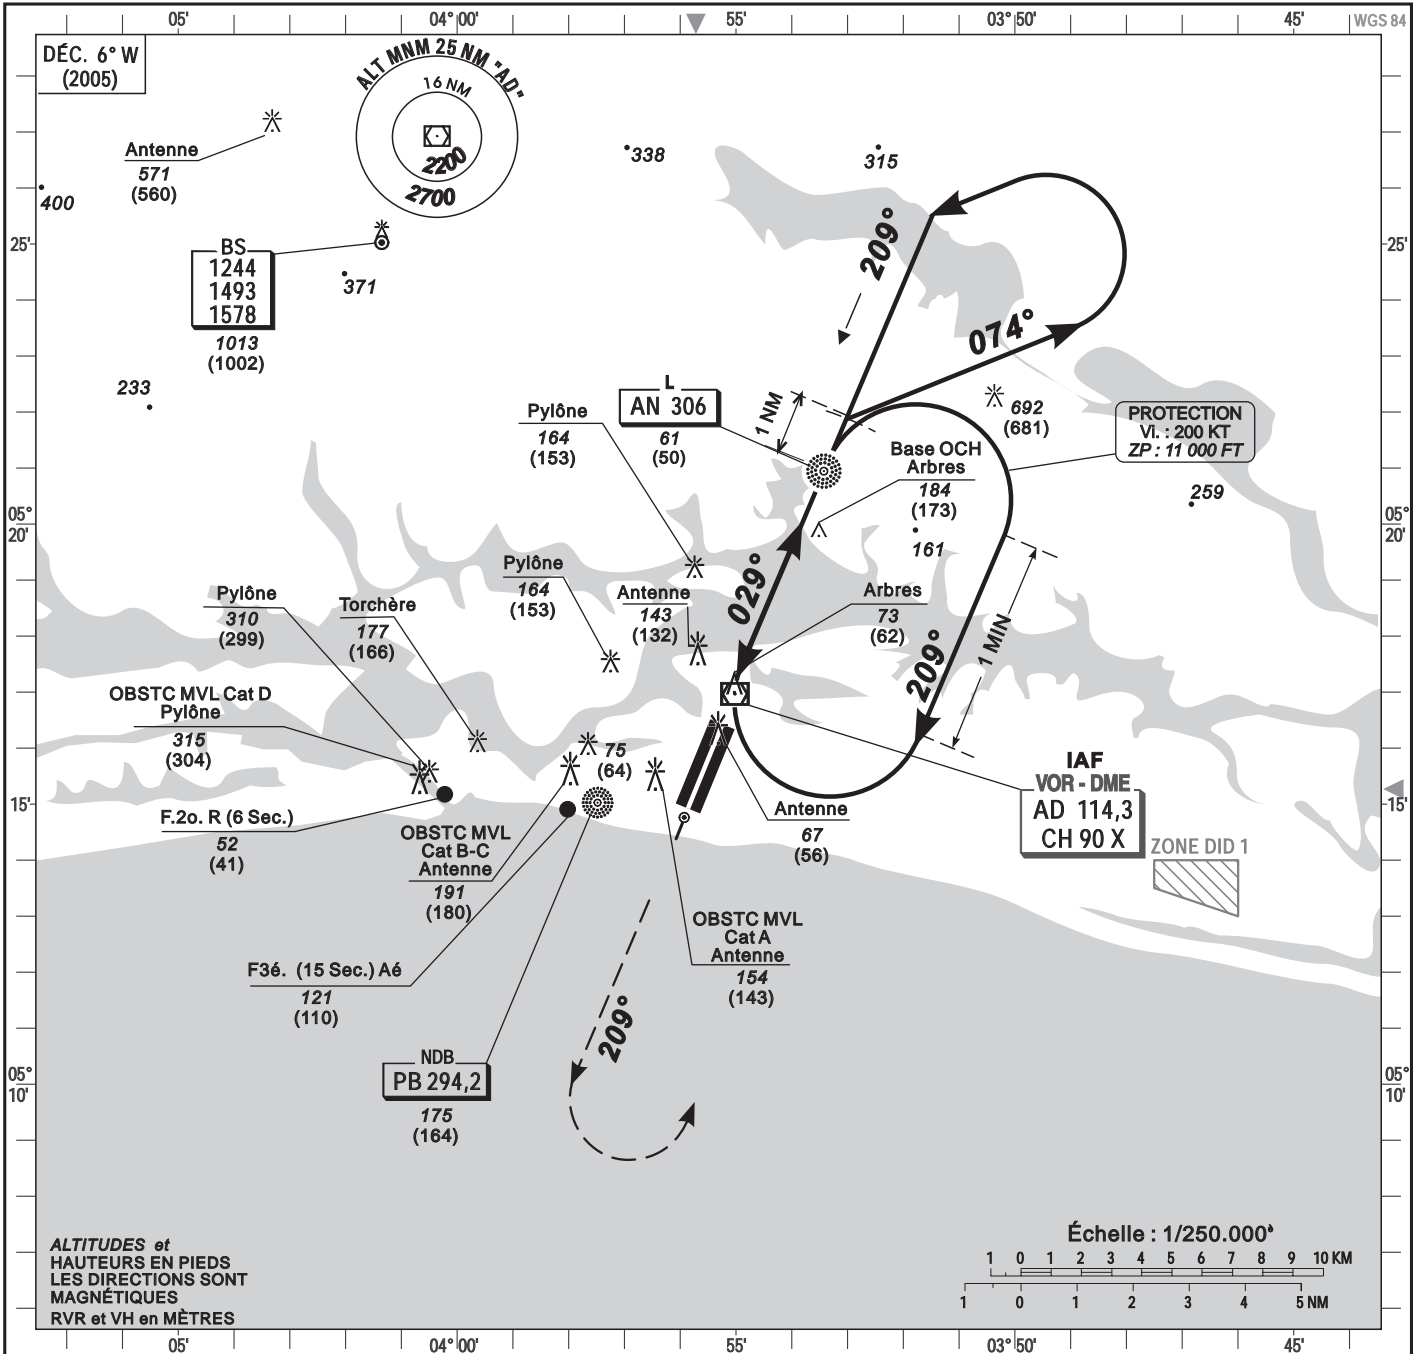 05'
04° 00'
55'
03° 50'
45'
WGS 84
DÉC. 6° W
(2005)
ALT MNM 25 NM "AD"
16 NM
2200
2700
Antenne
571
(560)
400
338
315
BS
1244
1493
1578
1013
(1002)
371
25'
25'
209°
074°
233
L
AN 306
61
(50)
1 NM
692
(681)
PROTECTION
Vi. : 200 KT
ZP : 11 000 FT
Pylône
164
(153)
Base OCH
Arbres
184
(173)
259
161
05°
20'
05°
20'
Pylône
164
(153)
Antenne
143
(132)
029°
Arbres
73
(62)
209°
1 MIN
Pylône
310
(299)
Torchère
177
(166)
OBSTC MVL Cat D
Pylône
315
(304)
75
(64)
IAF
VOR - DME
AD 114,3
CH 90 X
15'
15'
F.2o. R (6 Sec.)
52
(41)
OBSTC MVL
Cat B-C
Antenne
191
(180)
Antenne
67
(56)
ZONE DID 1
OBSTC MVL
Cat A
Antenne
154
(143)
F3é. (15 Sec.) Aé
121
(110)
209°
NDB
PB 294,2
175
(164)
05°
10'
05°
10'
ALTITUDES et
HAUTEURS EN PIEDS
LES DIRECTIONS SONT
MAGNÉTIQUES
RVR et VH en MÈTRES
Échelle : 1/250.000è
1 0 1 2 3 4 5 6 7 8 9 10 KM
1 0 1 2 3 4 5 NM
05'
04° 00'
55'
03° 50'
45'